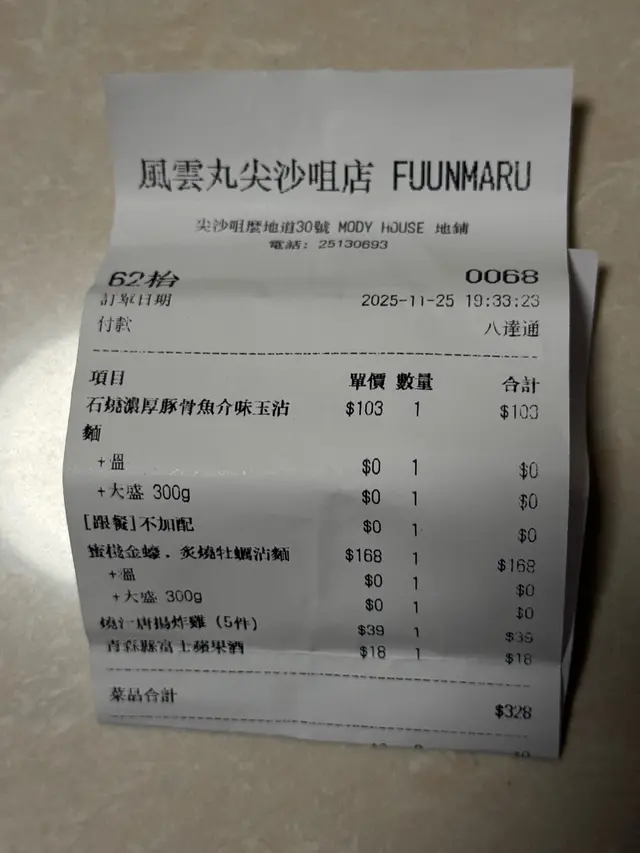 風雲丸尖沙咀店 FUUNMARU
尖沙咀麼地道30號 MODY HOUSE 地鋪
電話: 25130693
62枱 0068
訂單日期 2025-11-25 19:33:23
付款 八達通
項目 單價 數量 合計
石燒濃厚豚骨魚介味玉沾 $103 1 $103
麵
+溫 $0 1 $0
+大盛 300g $0 1 $0
[跟餐]不加配 $0 1 $0
蜜棧金蠔.炙燒牡蠣沾麵 $168 1 $168
+溫 $0 1 $0
+大盛 300g $0 1 $0
燒汁唐揚炸雞 (5件) $39 1 $39
青森縣富士蘋果酒 $18 1 $18
菜品合計 $328